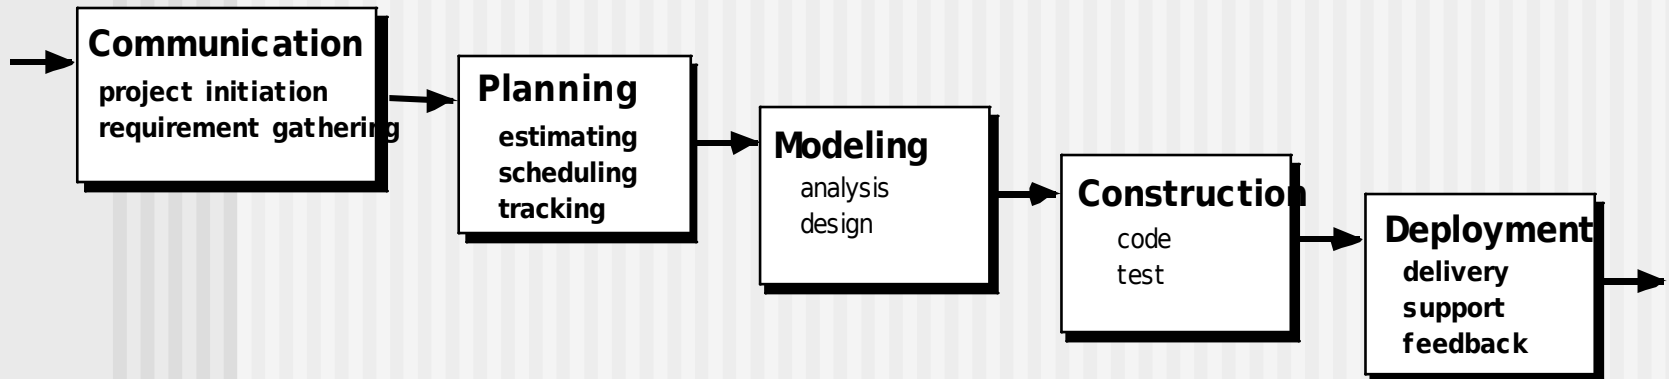 Communication
project initiation
requirement gathering
Planning
estimating
scheduling
tracking
Modeling
analysis
design
Construction
code
test
Deployment
delivery
support
feedback